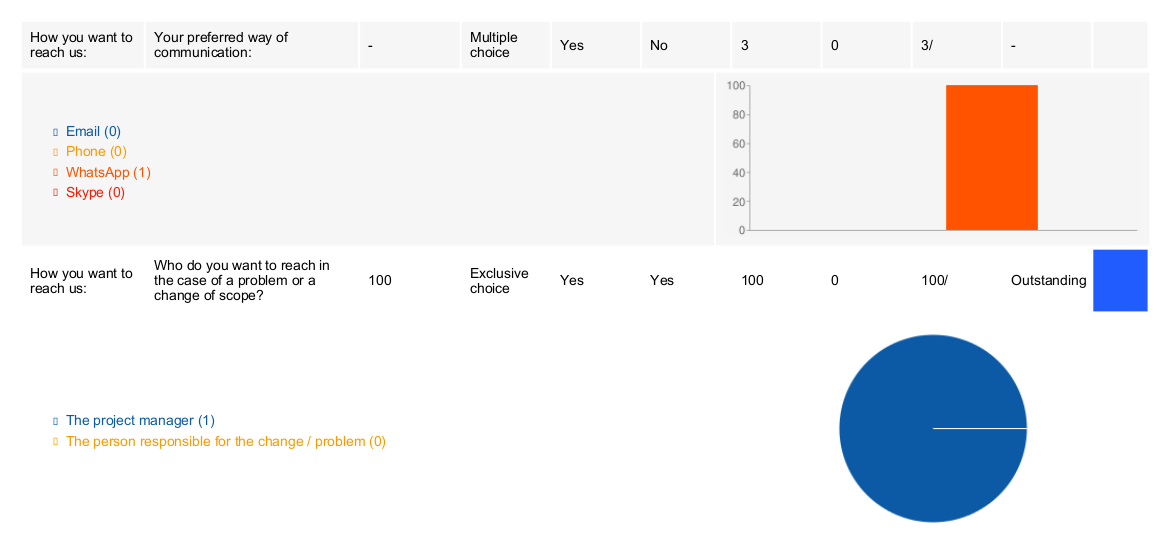 How you want to
reach us:
Your preferred way of
communication:
-
Multiple
choice
Yes
No
3
0
3/
-
Email (0)
Phone (0)
WhatsApp (1)
Skype (0)
100
80
60
40
20
0
How you want to
reach us:
Who do you want to reach in
the case of a problem or a
change of scope?
100
Exclusive
choice
Yes
Yes
100
0
100/
Outstanding
The project manager (1)
The person responsible for the change / problem (0)